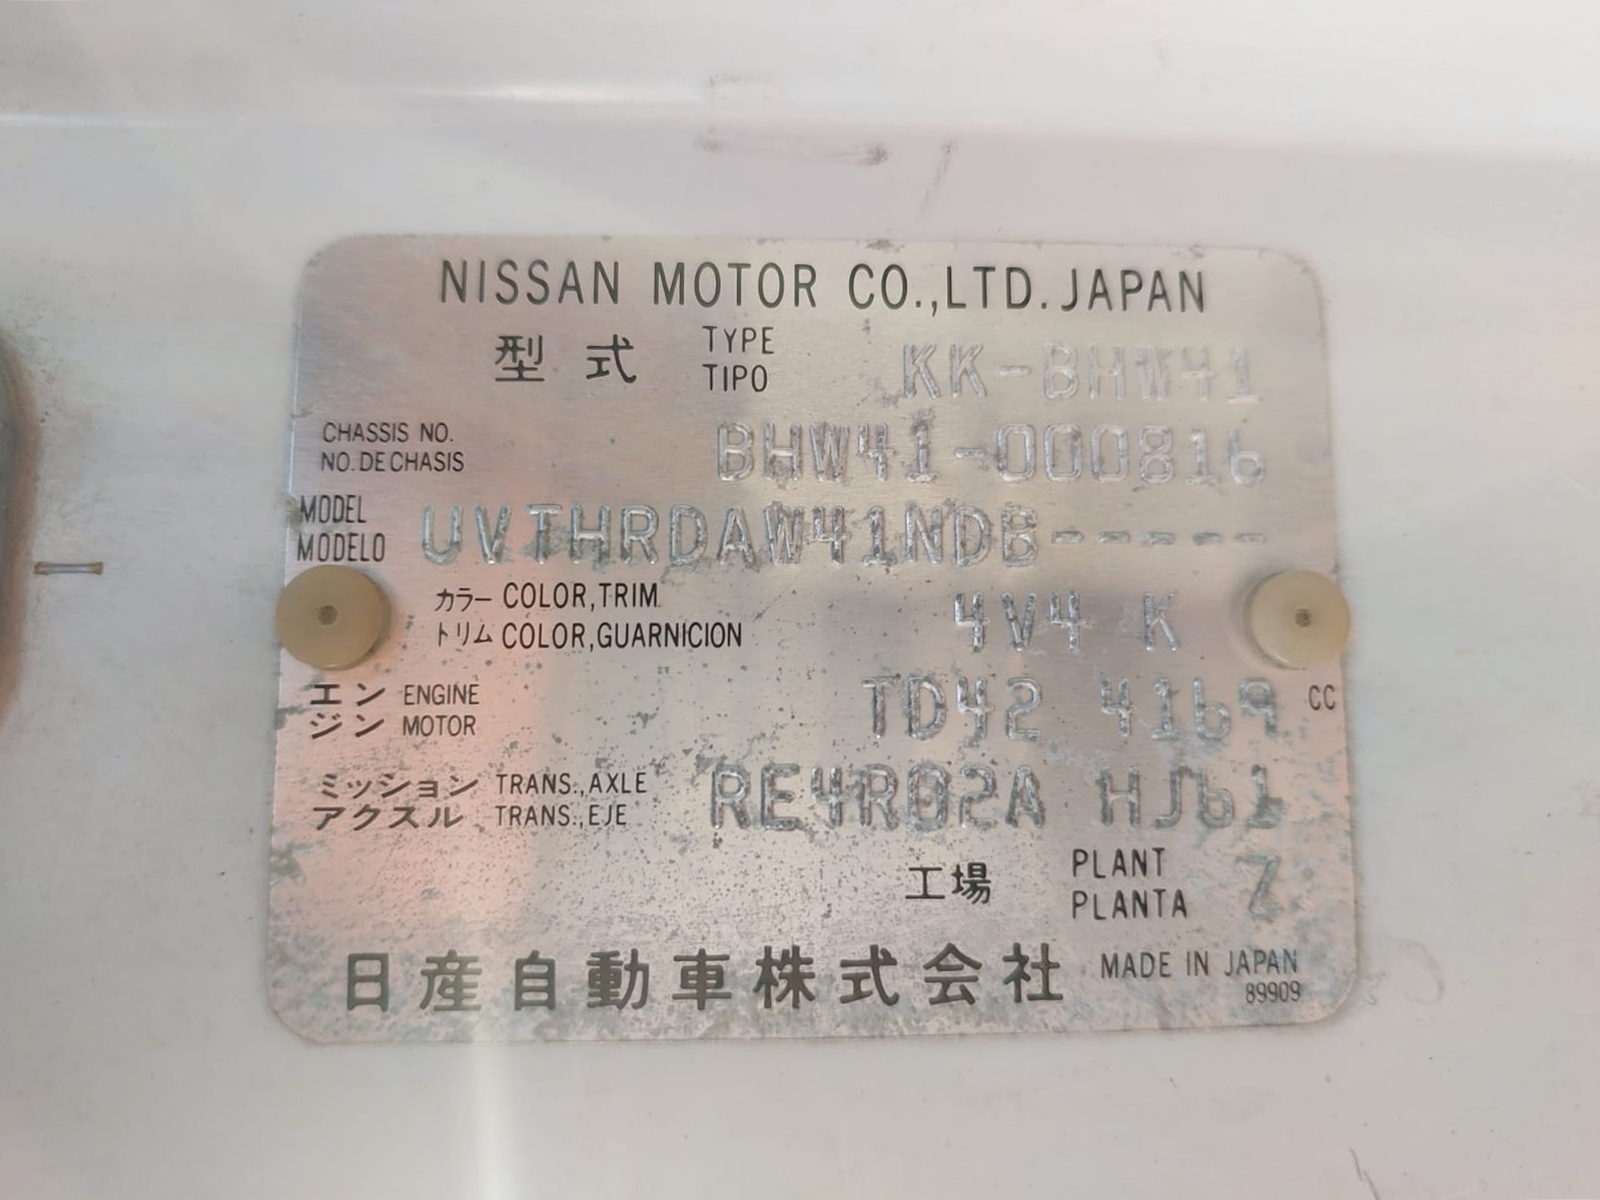 NISSAN MOTOR CO.,LTD. JAPAN
型式 TYPE TIPO KK-BHW41
CHASSIS NO. NO. DE CHASIS BHW41-000816
MODEL MODELO UVTHRDAW41NDB-----
カラー COLOR,TRIM
トリム COLOR,GUARNICION 4V4 K
エン ENGINE
ジン MOTOR TD42 4169 CC
ミッション TRANS.,AXLE
アクスル TRANS.,EJE RE4R02A HJ61
工場 PLANT PLANTA Z
日産自動車株式会社 MADE IN JAPAN
89909